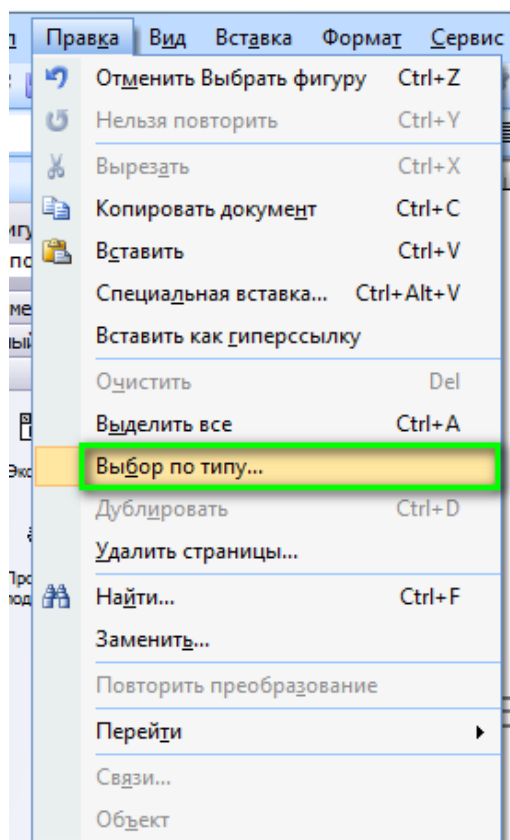 Правка Вид Вставка Формат Сервис
Отменить Выбрать фигуру Ctrl+Z
Нельзя повторить Ctrl+Y
Вырезать Ctrl+X
Копировать документ Ctrl+C
Вставить Ctrl+V
Специальная вставка... Ctrl+Alt+V
Вставить как гиперссылку
Очистить Del
Выделить все Ctrl+A
Выбор по типу...
Дублировать Ctrl+D
Удалить страницы...
Найти... Ctrl+F
Заменить...
Повторить преобразование
Перейти
Связи...
Объект